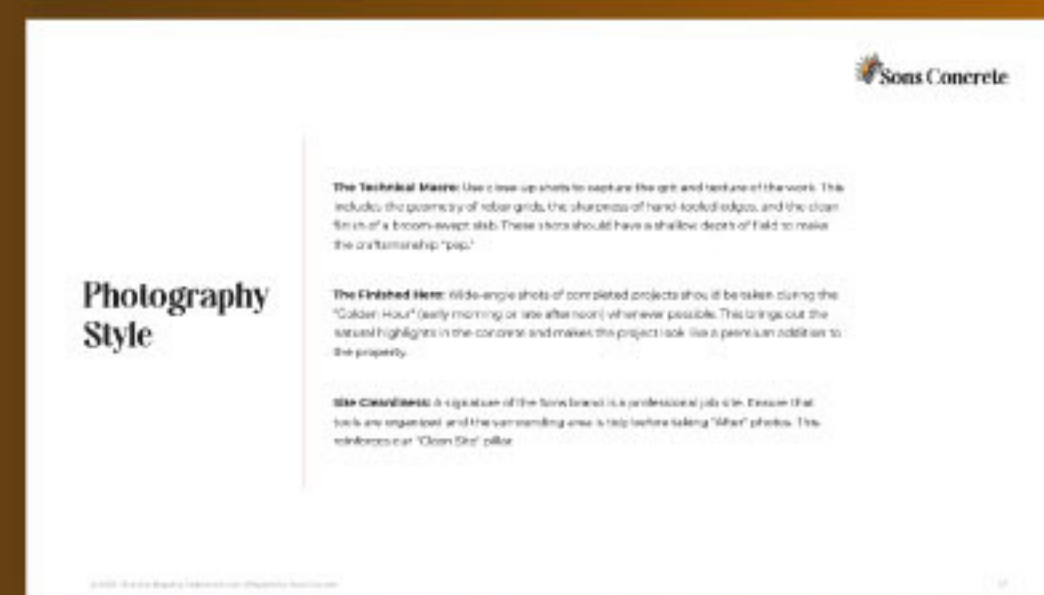 Sons Concrete
Photography
Style
The Technical Macro: Use close-up shots to capture the grit and texture of the work. This
includes the geometry of rebar grids, the sharpness of hand-tooled edges, and the clean
finish of a broom-swept slab. These shots should have a shallow depth of field to make
the craftsmanship "pop."
The Finished Hero: Wide-angle shots of completed projects should be taken during the
"Golden Hour" (early morning or late afternoon) whenever possible. This brings out the
natural highlights in the concrete and makes the project look like a premium addition to
the property.
Site Cleanliness: A signature of the Sons brand is a professional job site. Ensure that
tools are organized and the surrounding area is tidy before taking "After" photos. This
reinforces our "Clean Site" pillar.